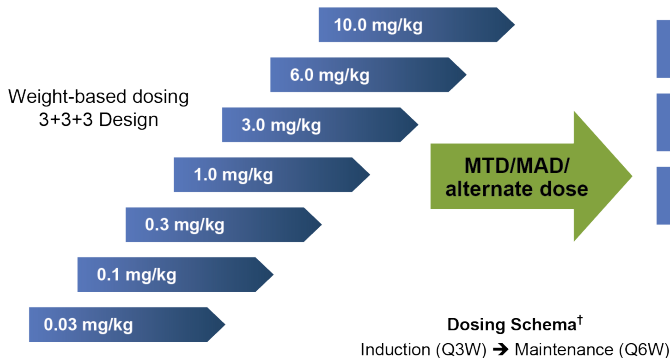 10.0 mg/kg
6.0 mg/kg
Weight-based dosing
3+3+3 Design
3.0 mg/kg
1.0 mg/kg
MTD/MAD/
alternate dose
0.3 mg/kg
0.1 mg/kg
0.03 mg/kg
Dosing Schema†
Induction (Q3W) ➔ Maintenance (Q6W)